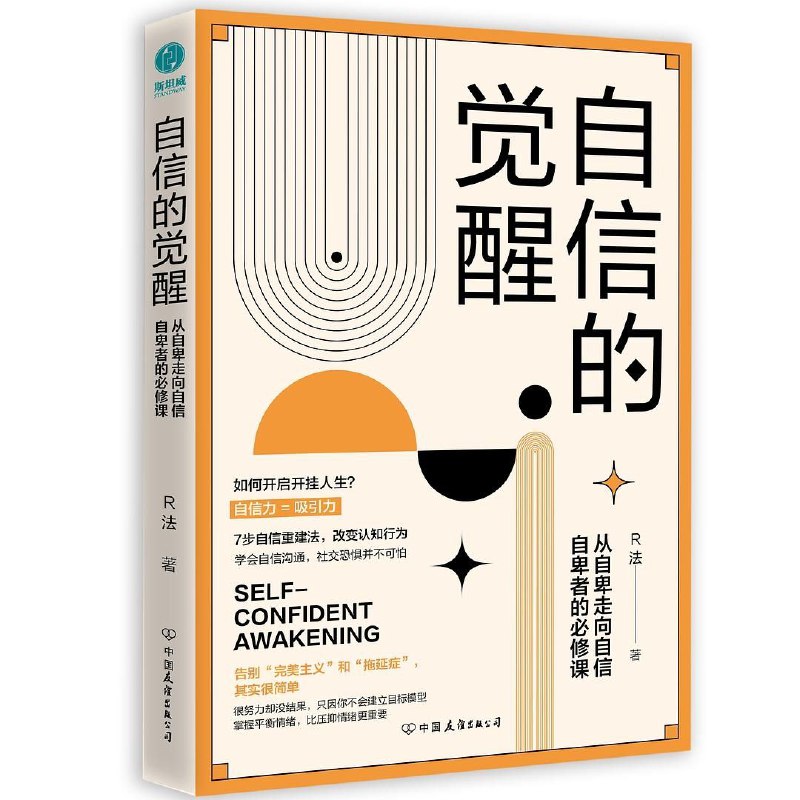 斯坦威
STANDWAY
自信的觉醒
从自卑走向自信
自卑者的必修课
R法 著
中国友谊出版公司
自信的
觉醒
如何开启开挂人生?
自信力 = 吸引力
7步自信重建法,改变认知行为
学会自信沟通,社交恐惧并不可怕
SELF-
CONFIDENT
AWAKENING
告别“完美主义”和“拖延症”,
其实很简单
很努力却没结果,只因你不会建立目标模型
掌握平衡情绪,比压抑情绪更重要
R法 著
从自卑走向自信
自卑者的必修课
中国友谊出版公司